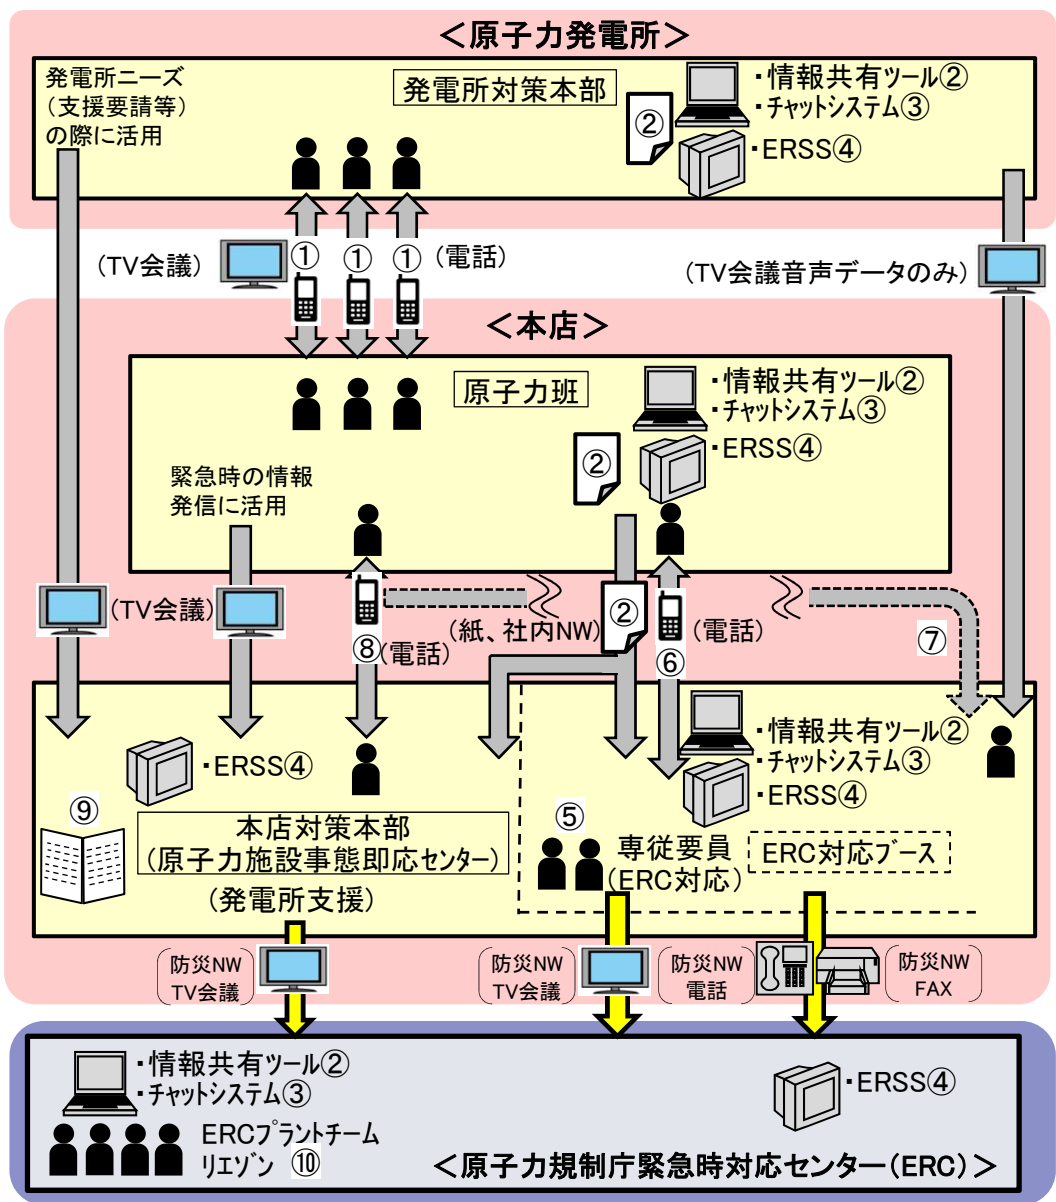 ＜原子力発電所＞
発電所ニーズ
（支援要請等）
の際に活用
発電所対策本部
②
・情報共有ツール②
・チャットシステム③
・ERSS④
（TV会議）
①
①
①
（電話）
（TV会議音声データのみ）
＜本店＞
原子力班
・情報共有ツール②
・チャットシステム③
・ERSS④
②
緊急時の情報
発信に活用
（TV会議）
⑧
（電話）
（紙、社内NW）
②
（電話）
⑥
⑦
・情報共有ツール②
・チャットシステム③
・ERSS④
・ERSS④
⑨
本店対策本部
（原子力施設事態即応センター）
（発電所支援）
⑤
専従要員
（ERC対応）
ERC対応ブース
防災NW
TV会議
防災NW
TV会議
防災NW
電話
防災NW
FAX
・情報共有ツール②
・チャットシステム③
・ERSS④
ERCプラントチーム
リエゾン ⑩
＜原子力規制庁緊急時対応センター（ERC）＞